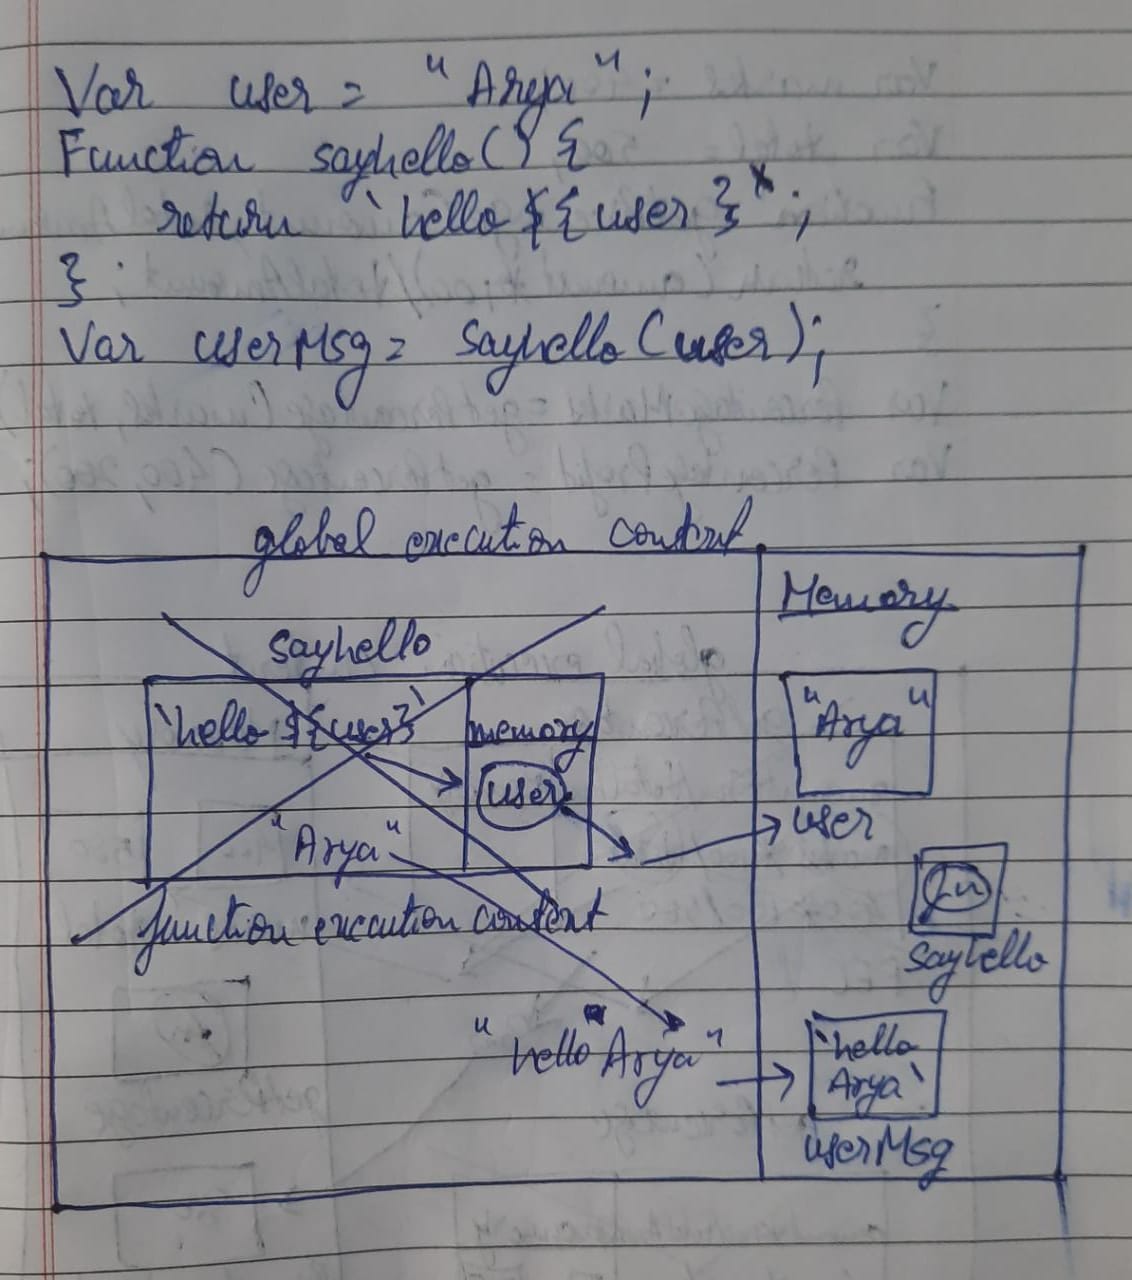 Var user = "Arya";
Function sayhello() {
return `hello ${user}`;
};
Var userMsg = Sayhello(user);
global execution context
Memory
Sayhello
`hello ${user}`
memory
"Arya"
user
user
"Arya"
fn
function execution context
Sayhello
"hello Arya"
`hello
Arya`
userMsg